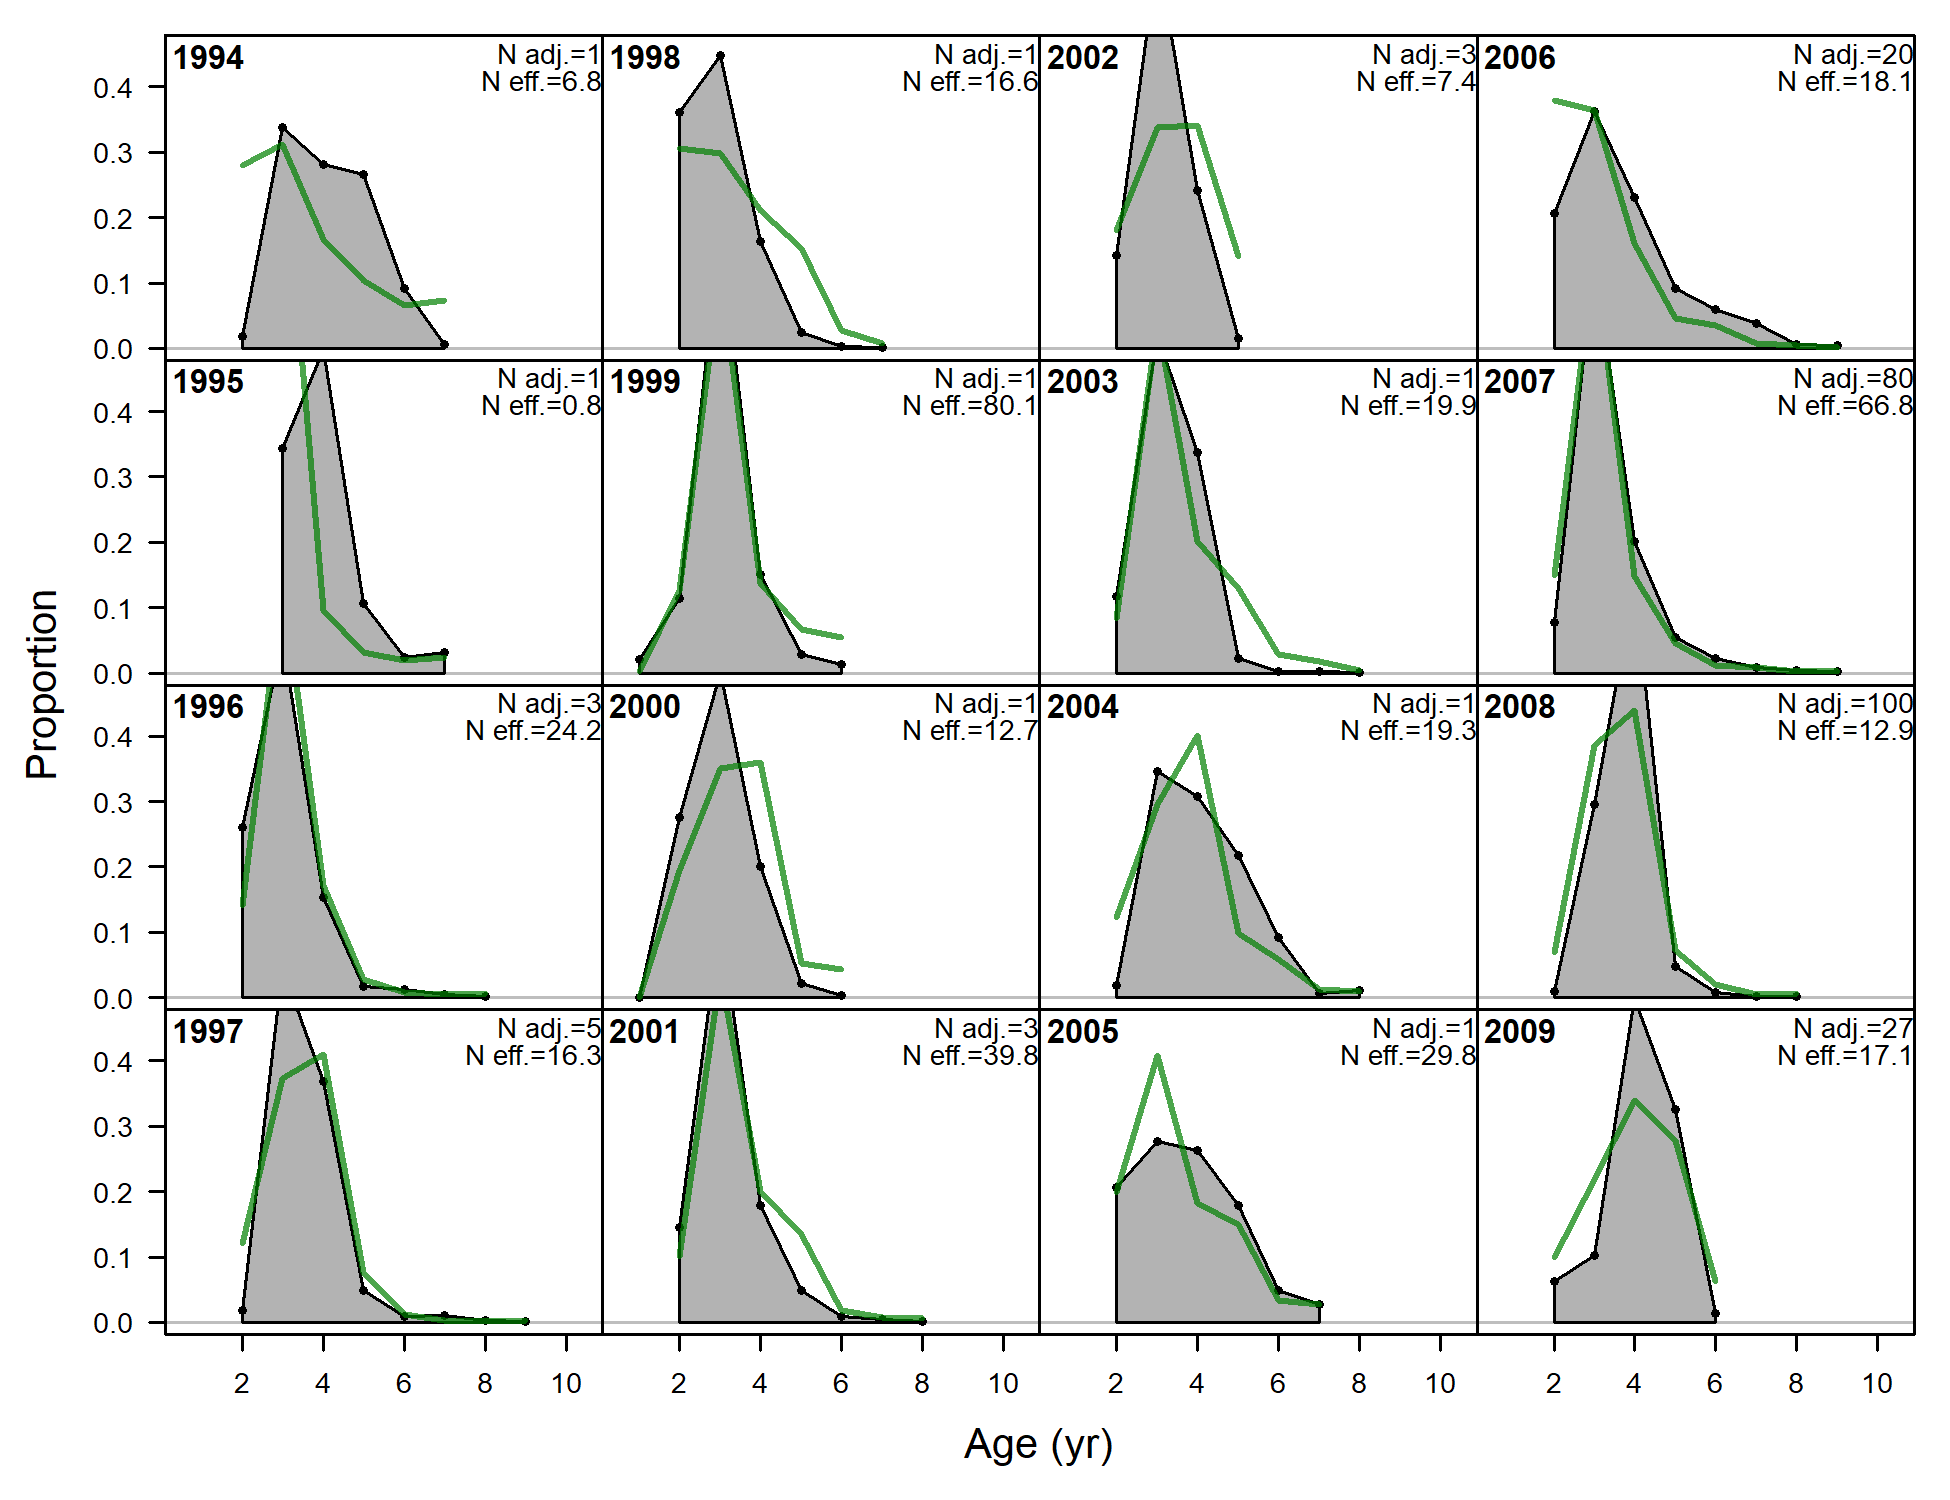 1994
N adj.=1
N eff.=6.8
1998
N adj.=1
N eff.=16.6
2002
N adj.=3
N eff.=7.4
2006
N adj.=20
N eff.=18.1
0.4
0.3
0.2
0.1
0.0
1995
N adj.=1
N eff.=0.8
1999
N adj.=1
N eff.=80.1
2003
N adj.=1
N eff.=19.9
2007
N adj.=80
N eff.=66.8
0.4
0.3
0.2
0.1
0.0
1996
N adj.=3
N eff.=24.2
2000
N adj.=1
N eff.=12.7
2004
N adj.=1
N eff.=19.3
2008
N adj.=100
N eff.=12.9
0.4
0.3
0.2
0.1
0.0
1997
N adj.=5
N eff.=16.3
2001
N adj.=3
N eff.=39.8
2005
N adj.=1
N eff.=29.8
2009
N adj.=27
N eff.=17.1
0.4
0.3
0.2
0.1
0.0
2 4 6 8 10
2 4 6 8 10
2 4 6 8 10
2 4 6 8 10
Proportion
Age (yr)